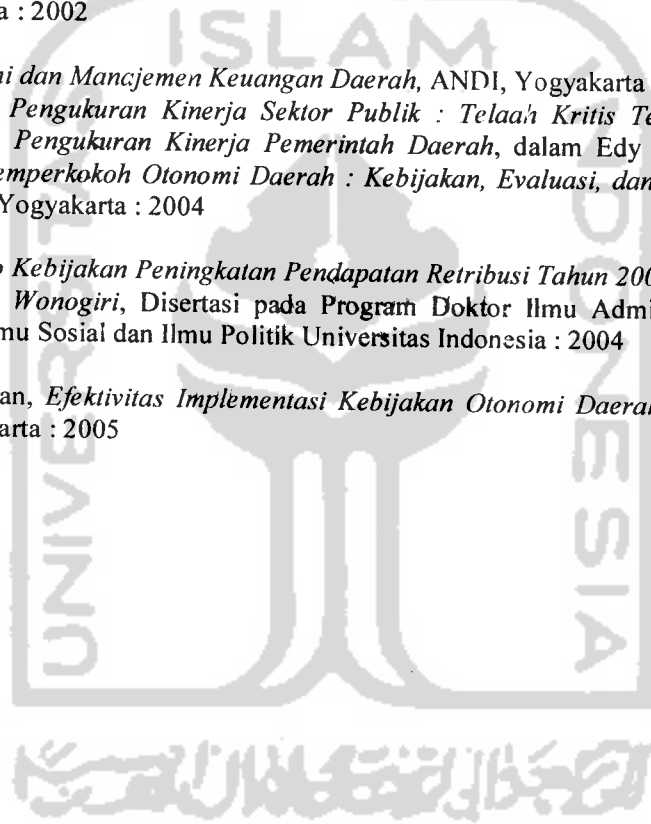 a : 2002
ni dan Manajemen Keuangan Daerah, ANDI, Yogyakarta
Pengukuran Kinerja Sektor Publik : Telaah Kritis Te
Pengukuran Kinerja Pemerintah Daerah, dalam Edy
emperkokoh Otonomi Daerah : Kebijakan, Evaluasi, dan
Yogyakarta : 2004
p Kebijakan Peningkatan Pendapatan Retribusi Tahun 200
Wonogiri, Disertasi pada Program Doktor Ilmu Admi
mu Sosial dan Ilmu Politik Universitas Indonesia : 2004
an, Efektivitas Implementasi Kebijakan Otonomi Daerah
arta : 2005
ISLAM
UNIVERSITAS
INDONESIA